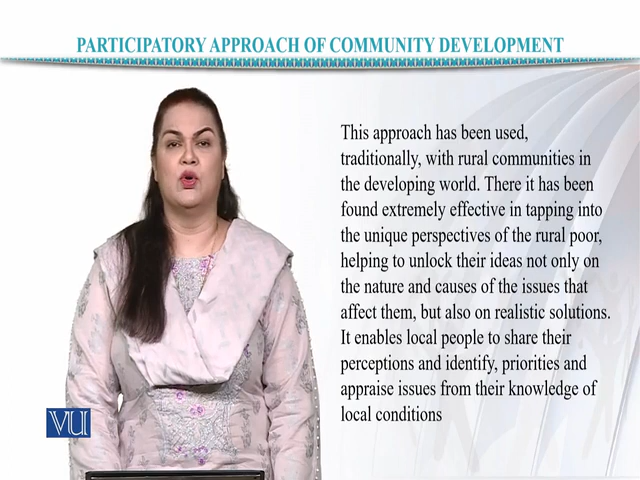 PARTICIPATORY APPROACH OF COMMUNITY DEVELOPMENT
This approach has been used,
traditionally, with rural communities in
the developing world. There it has been
found extremely effective in tapping into
the unique perspectives of the rural poor,
helping to unlock their ideas not only on
the nature and causes of the issues that
affect them, but also on realistic solutions.
It enables local people to share their
perceptions and identify, priorities and
appraise issues from their knowledge of
local conditions
VU